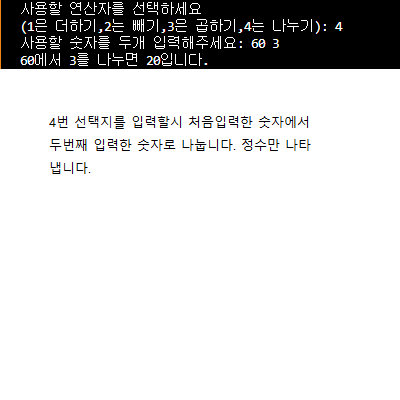 사용할 연산자를 선택하세요
(1은 더하기,2는 빼기,3은 곱하기,4는 나누기): 4
사용할 숫자를 두개 입력해주세요: 60 3
60에서 3를 나누면 20입니다.
4번 선택지를 입력할시 처음입력한 숫자에서
두번째 입력한 숫자로 나눕니다. 정수만 나타
냅니다.